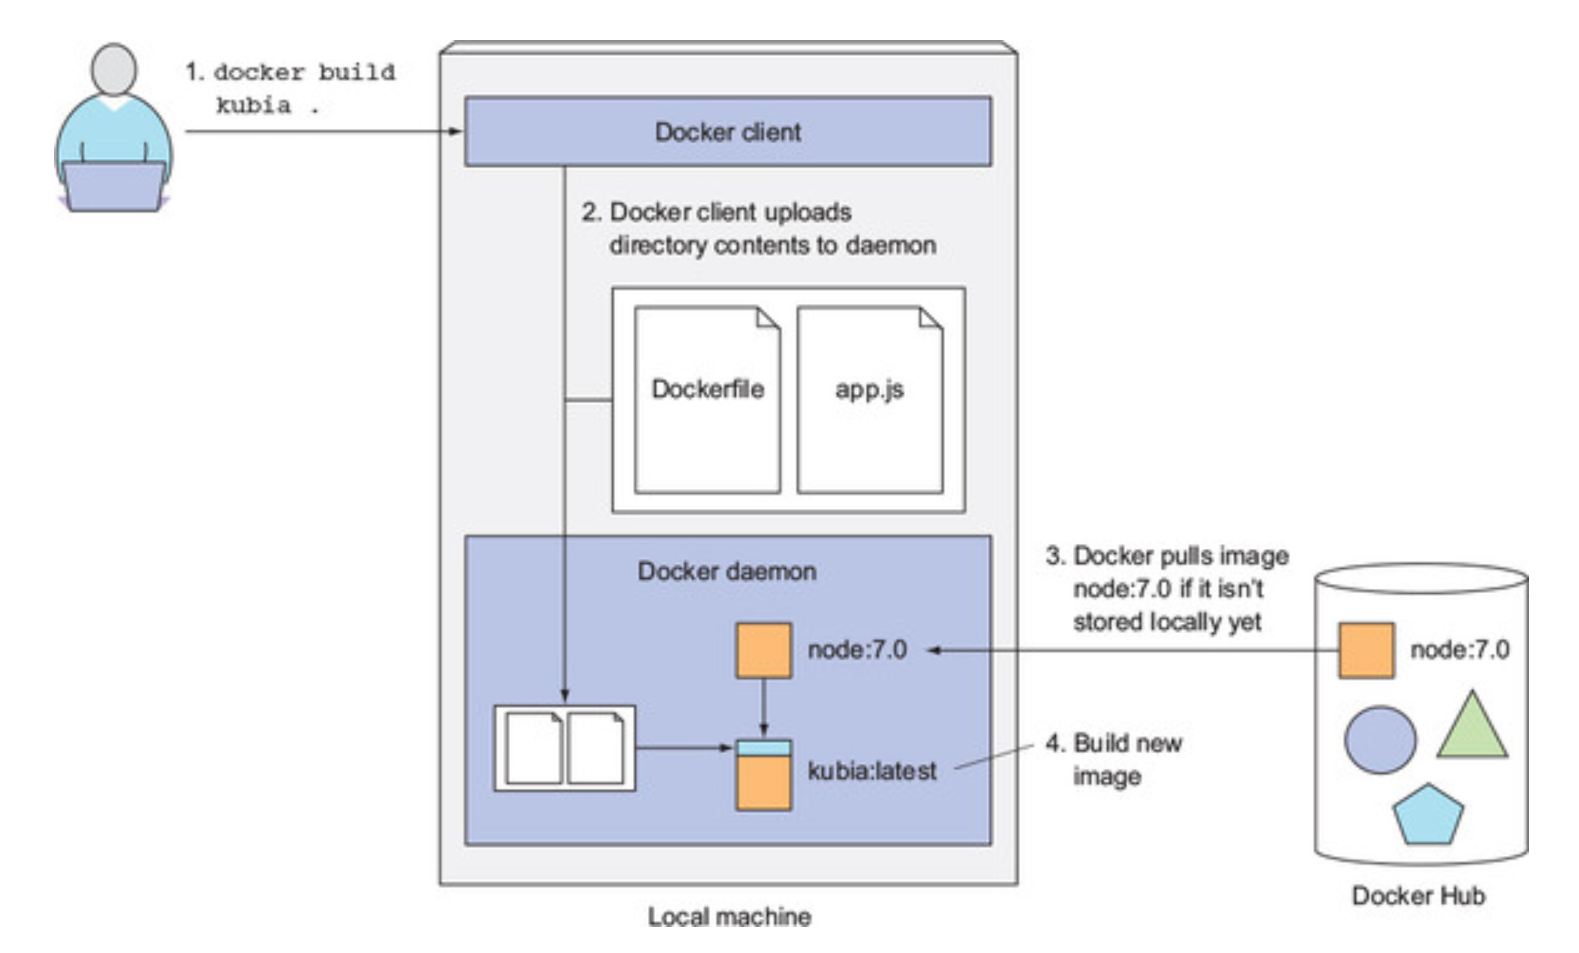 1. docker build
kubia .
Docker client
2. Docker client uploads
directory contents to daemon
Dockerfile
app.js
Docker daemon
node:7.0
kubia:latest
3. Docker pulls image
node:7.0 if it isn't
stored locally yet
4. Build new
image
node:7.0
Docker Hub
Local machine